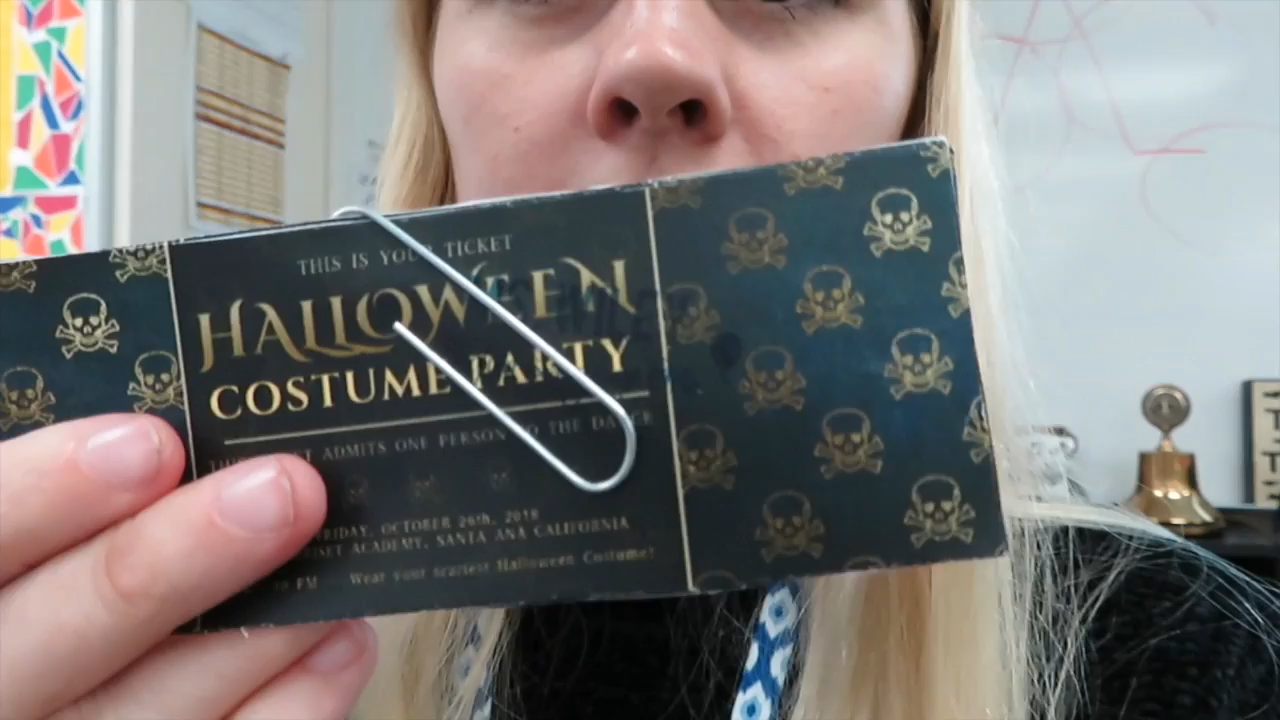 THIS IS YOUR TICKET
HALLOWEEN
COSTUME PARTY
ADMITS ONE PERSON TO THE DANCE
FRIDAY, OCTOBER 26th, 2018
ACADEMY, SANTA ANA CALIFORNIA
PM Wear your scariest Halloween Costume!